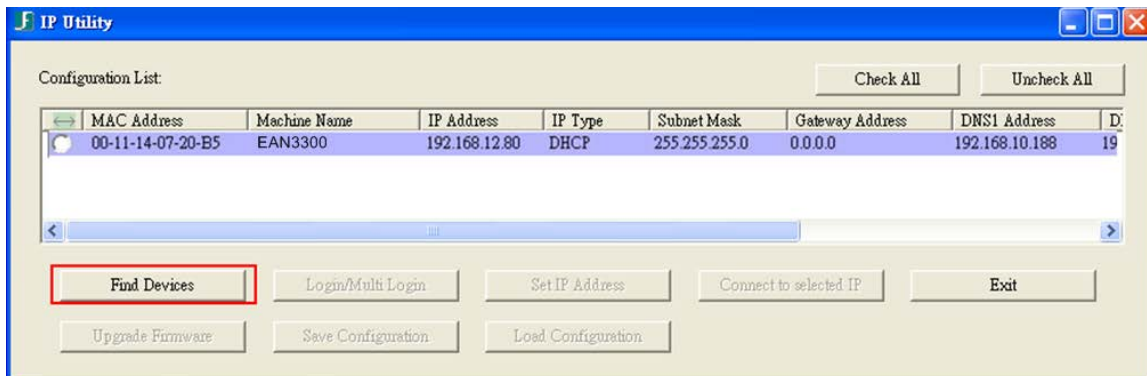 IP Utility
Configuration List: Check All Uncheck All
MAC Address Machine Name IP Address IP Type Subnet Mask Gateway Address DNS1 Address D
00-11-14-07-20-B5 EAN3300 192.168.12.80 DHCP 255.255.255.0 0.0.0.0 192.168.10.188 19
Find Devices Login/Multi Login Set IP Address Connect to selected IP Exit
Upgrade Firmware Save Configuration Load Configuration